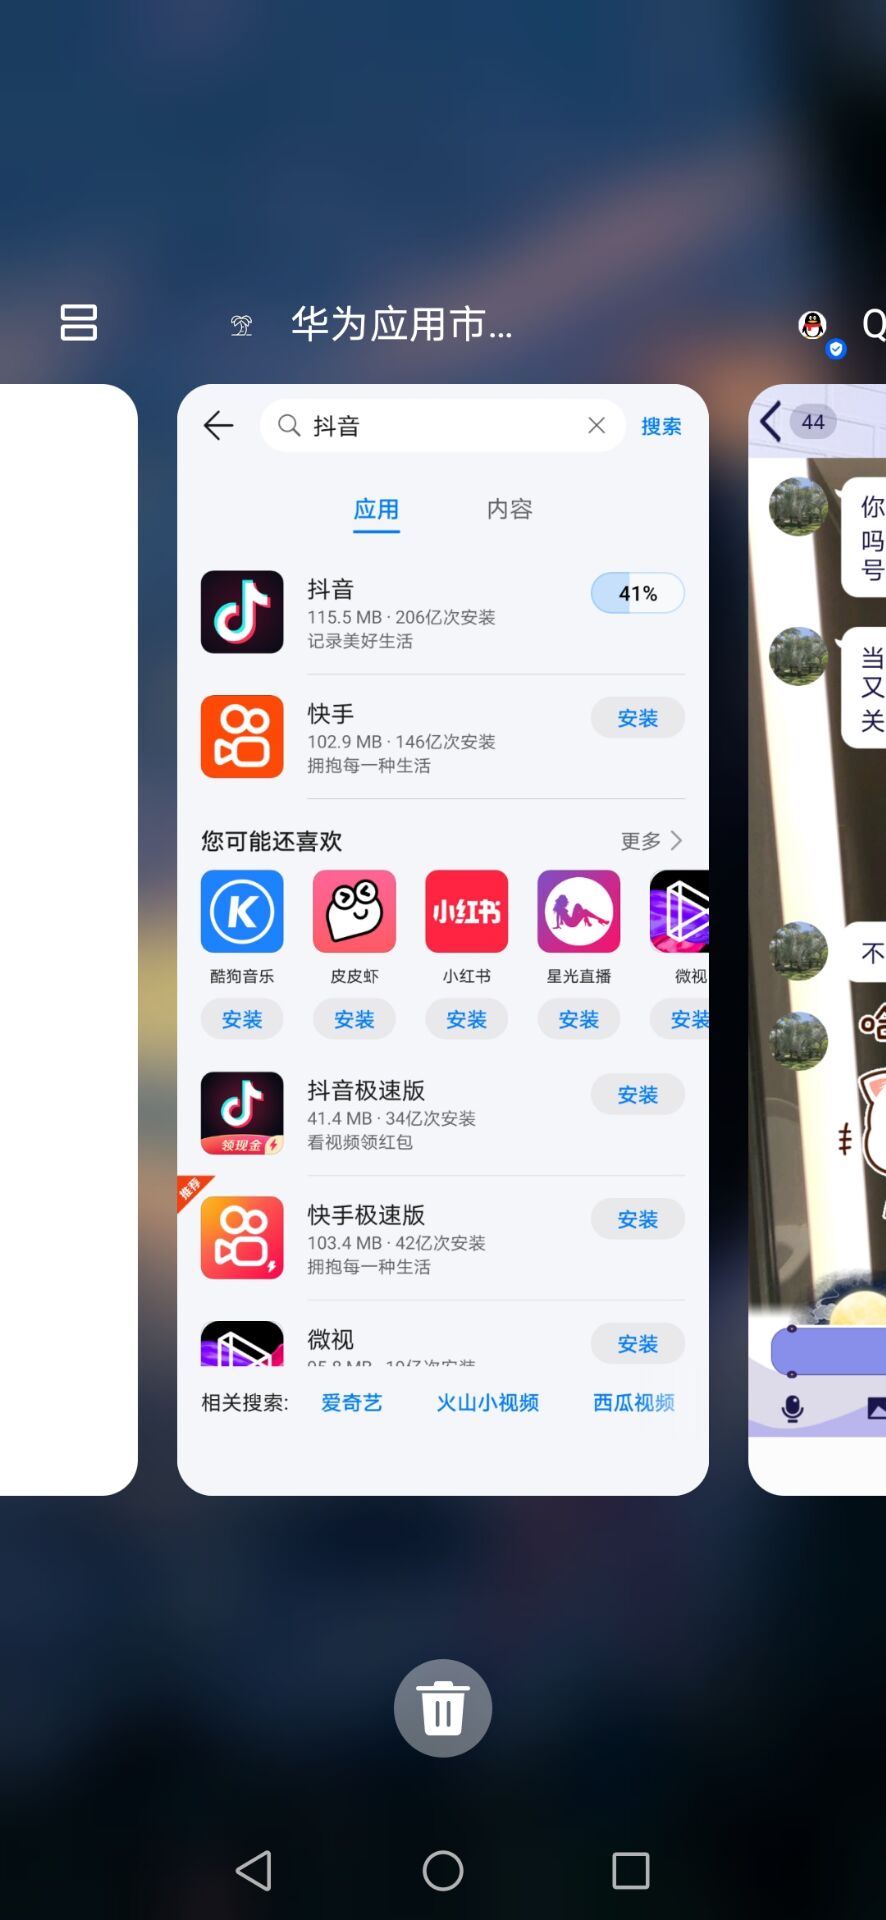 华为应用市...
Q
抖音
搜索
应用
内容
抖音
115.5 MB · 206亿次安装
记录美好生活
41%
快手
102.9 MB · 146亿次安装
拥抱每一种生活
安装
您可能还喜欢
更多
小红书
酷狗音乐
皮皮虾
小红书
星光直播
微视
安装
安装
安装
安装
安装
领现金
抖音极速版
41.4 MB · 34亿次安装
看视频领红包
安装
推荐
快手极速版
103.4 MB · 42亿次安装
拥抱每一种生活
安装
微视
安装
相关搜索:
爱奇艺
火山小视频
西瓜视频
44
你
吗
号
当
又
关
不
哈